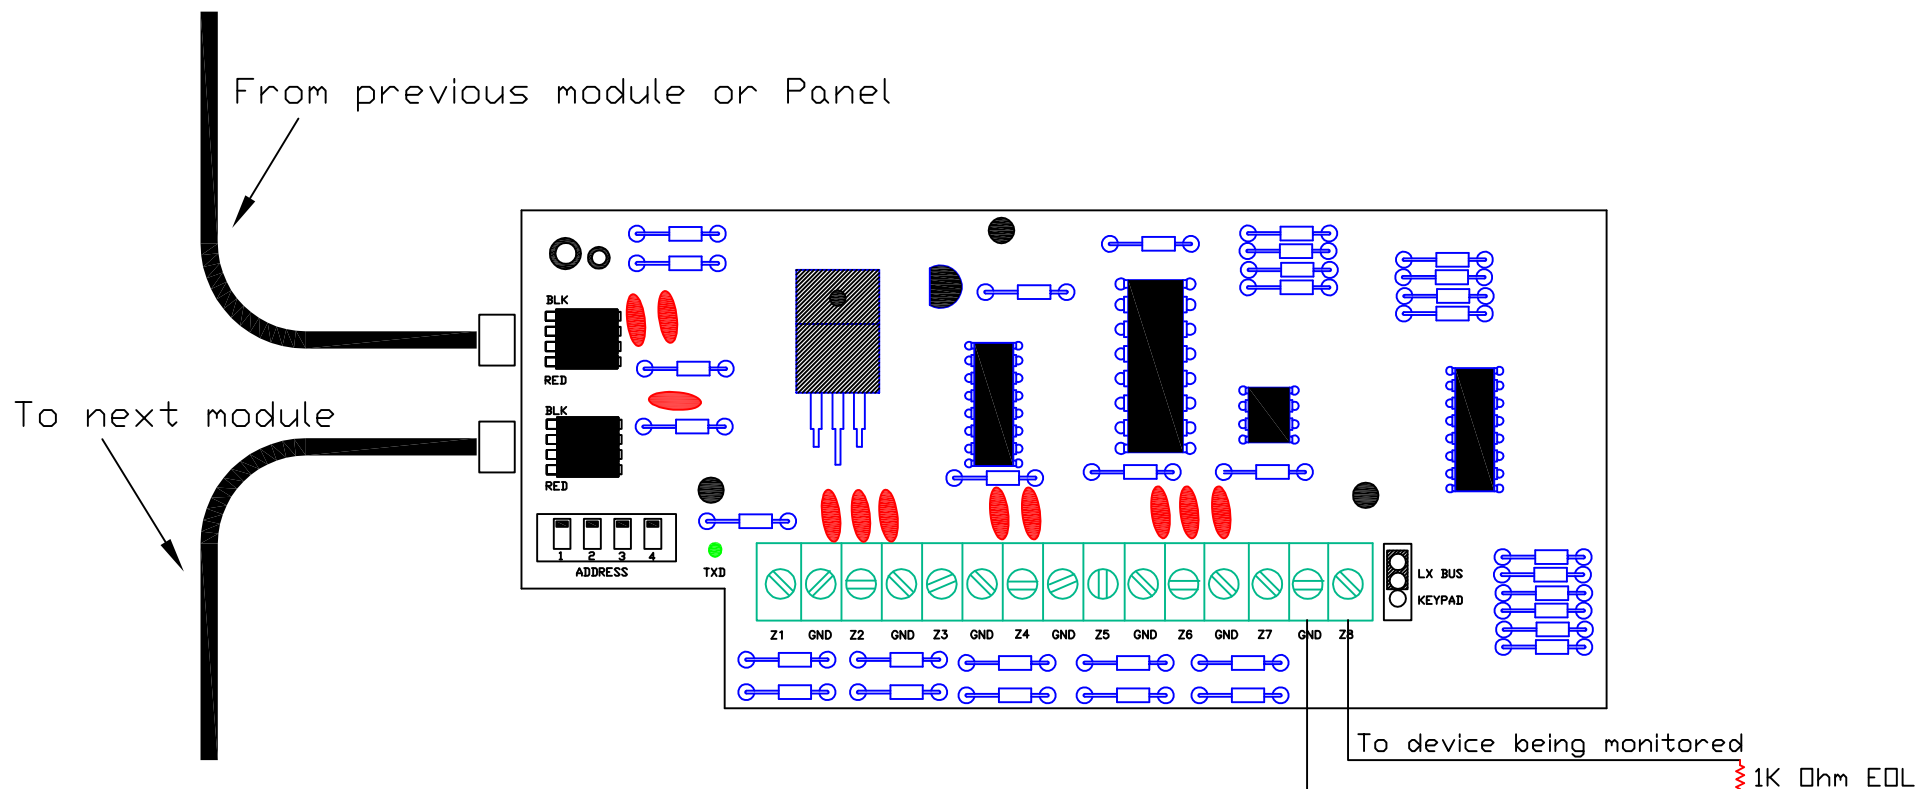 From previous module or Panel
BLK
RED
To next module
BLK
RED
1 2 3 4
ADDRESS
TXD
LX BUS
KEYPAD
Z1 GND Z2 GND Z3 GND Z4 GND Z5 GND Z6 GND Z7 GND Z8
To device being monitored
1K Ohm EOL